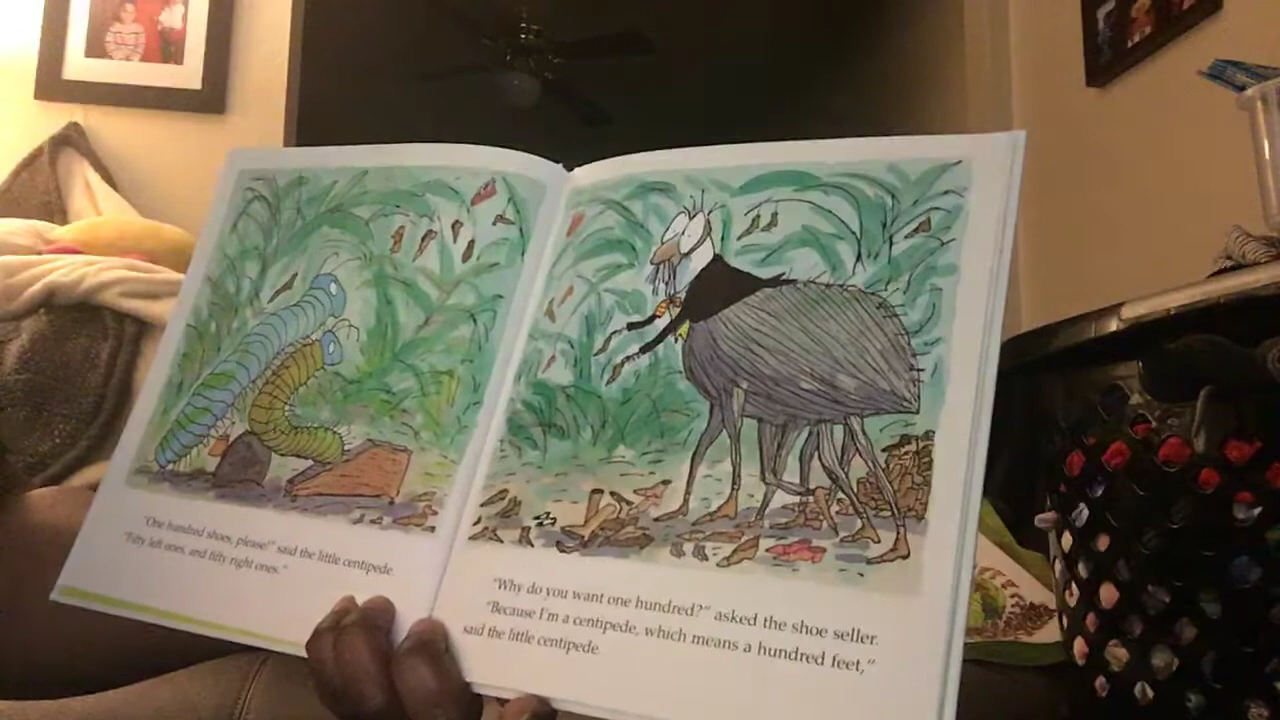 "One hundred shoes, please!" said the little centipede.
"Fifty left ones, and fifty right ones."
"Why do you want one hundred?" asked the shoe seller.
"Because I'm a centipede, which means a hundred feet,"
said the little centipede.